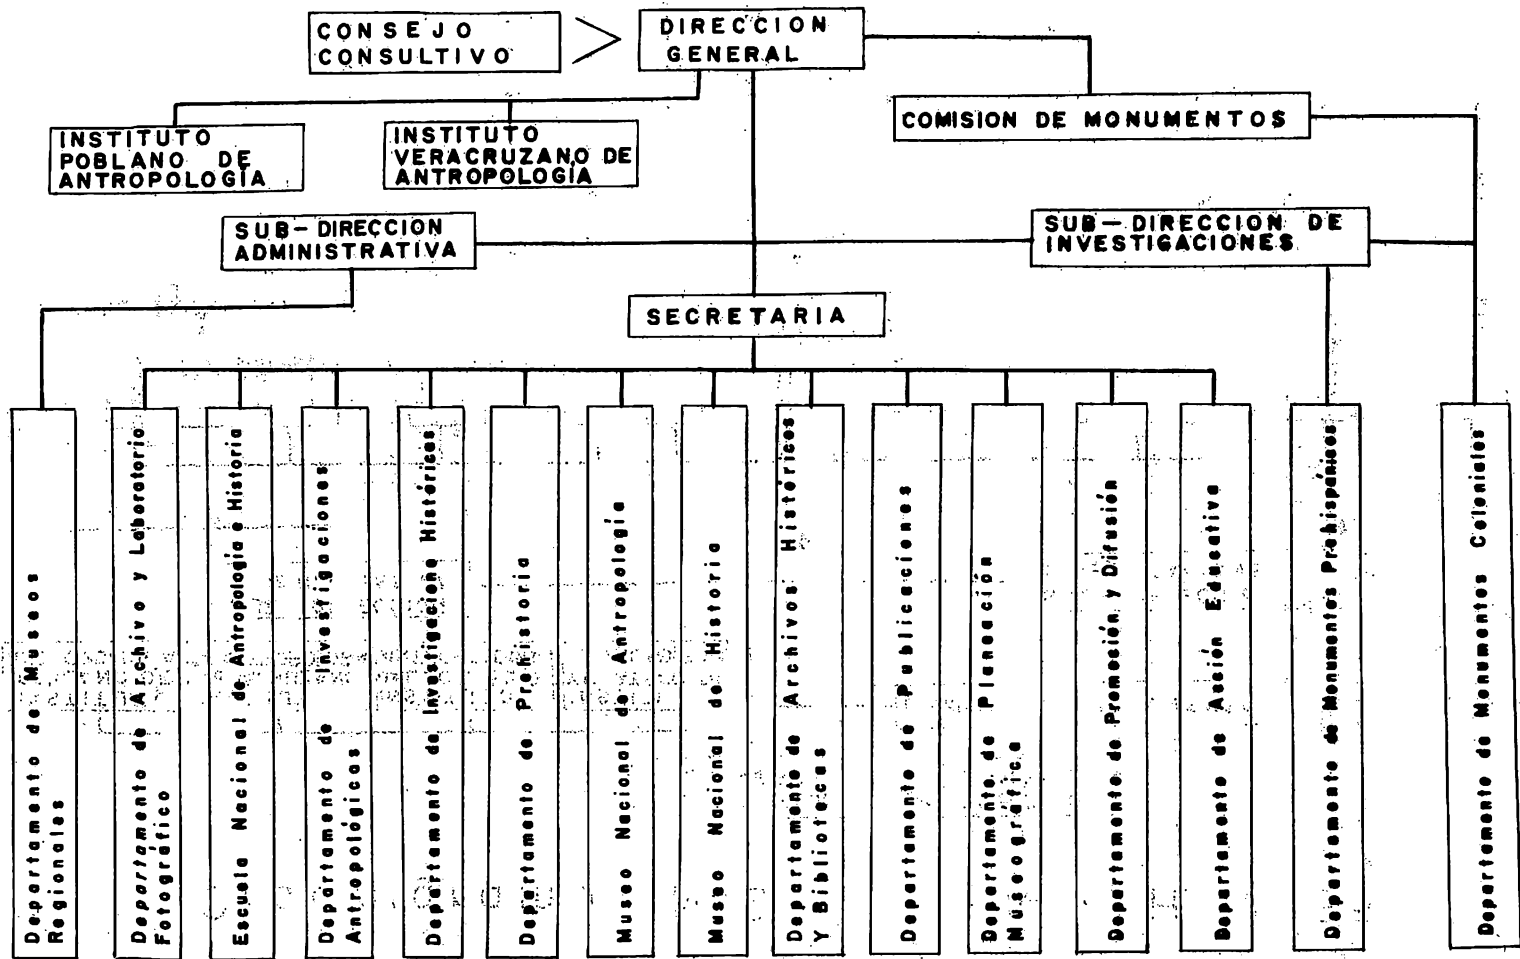 CONSEJO
CONSULTIVO
DIRECCION
GENERAL
COMISION DE MONUMENTOS
INSTITUTO
POBLANO DE
ANTROPOLOGÍA
INSTITUTO
VERACRUZANO DE
ANTROPOLOGÍA
SUB-DIRECCION
ADMINISTRATIVA
SUB-DIRECCION DE
INVESTIGACIONES
SECRETARIA
Departamento de Museos
Regionales
Departamento de Archivo y Laboratorio
Fotográfico
Escuela Nacional de Antropología e Historia
Departamento de Investigaciones
Antropológicas
Departamento de Investigacione Históricos
Departamento de Prehistoria
Museo Nacional de Antropología
Museo Nacional de Historia
Departamento de Archivos Históricos
Y Bibliotecas
Departamento de Publicaciones
Departamento de Planeación
Museográfica
Departamento de Promoción y Difusión
Departamento de Acción Educativa
Departamento de Monumentos Prehispánicos
Departamento de Monumentos Coloniales